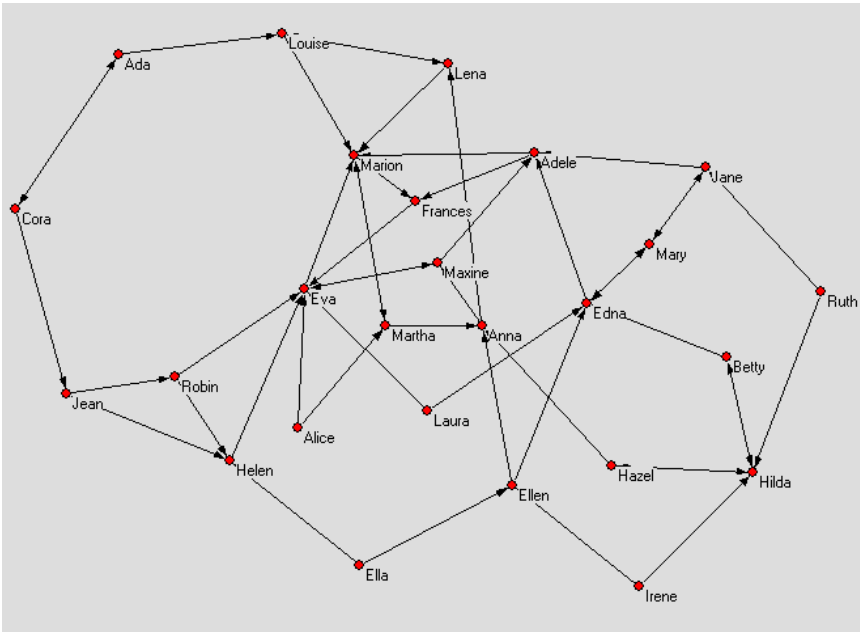 Louise
Ada
Lena
Marion
Adele
Jane
Frances
Cora
Mary
Maxine
Eva
Ruth
Edna
Martha
Anna
Betty
Robin
Jean
Laura
Alice
Helen
Hazel
Hilda
Ellen
Ella
Irene